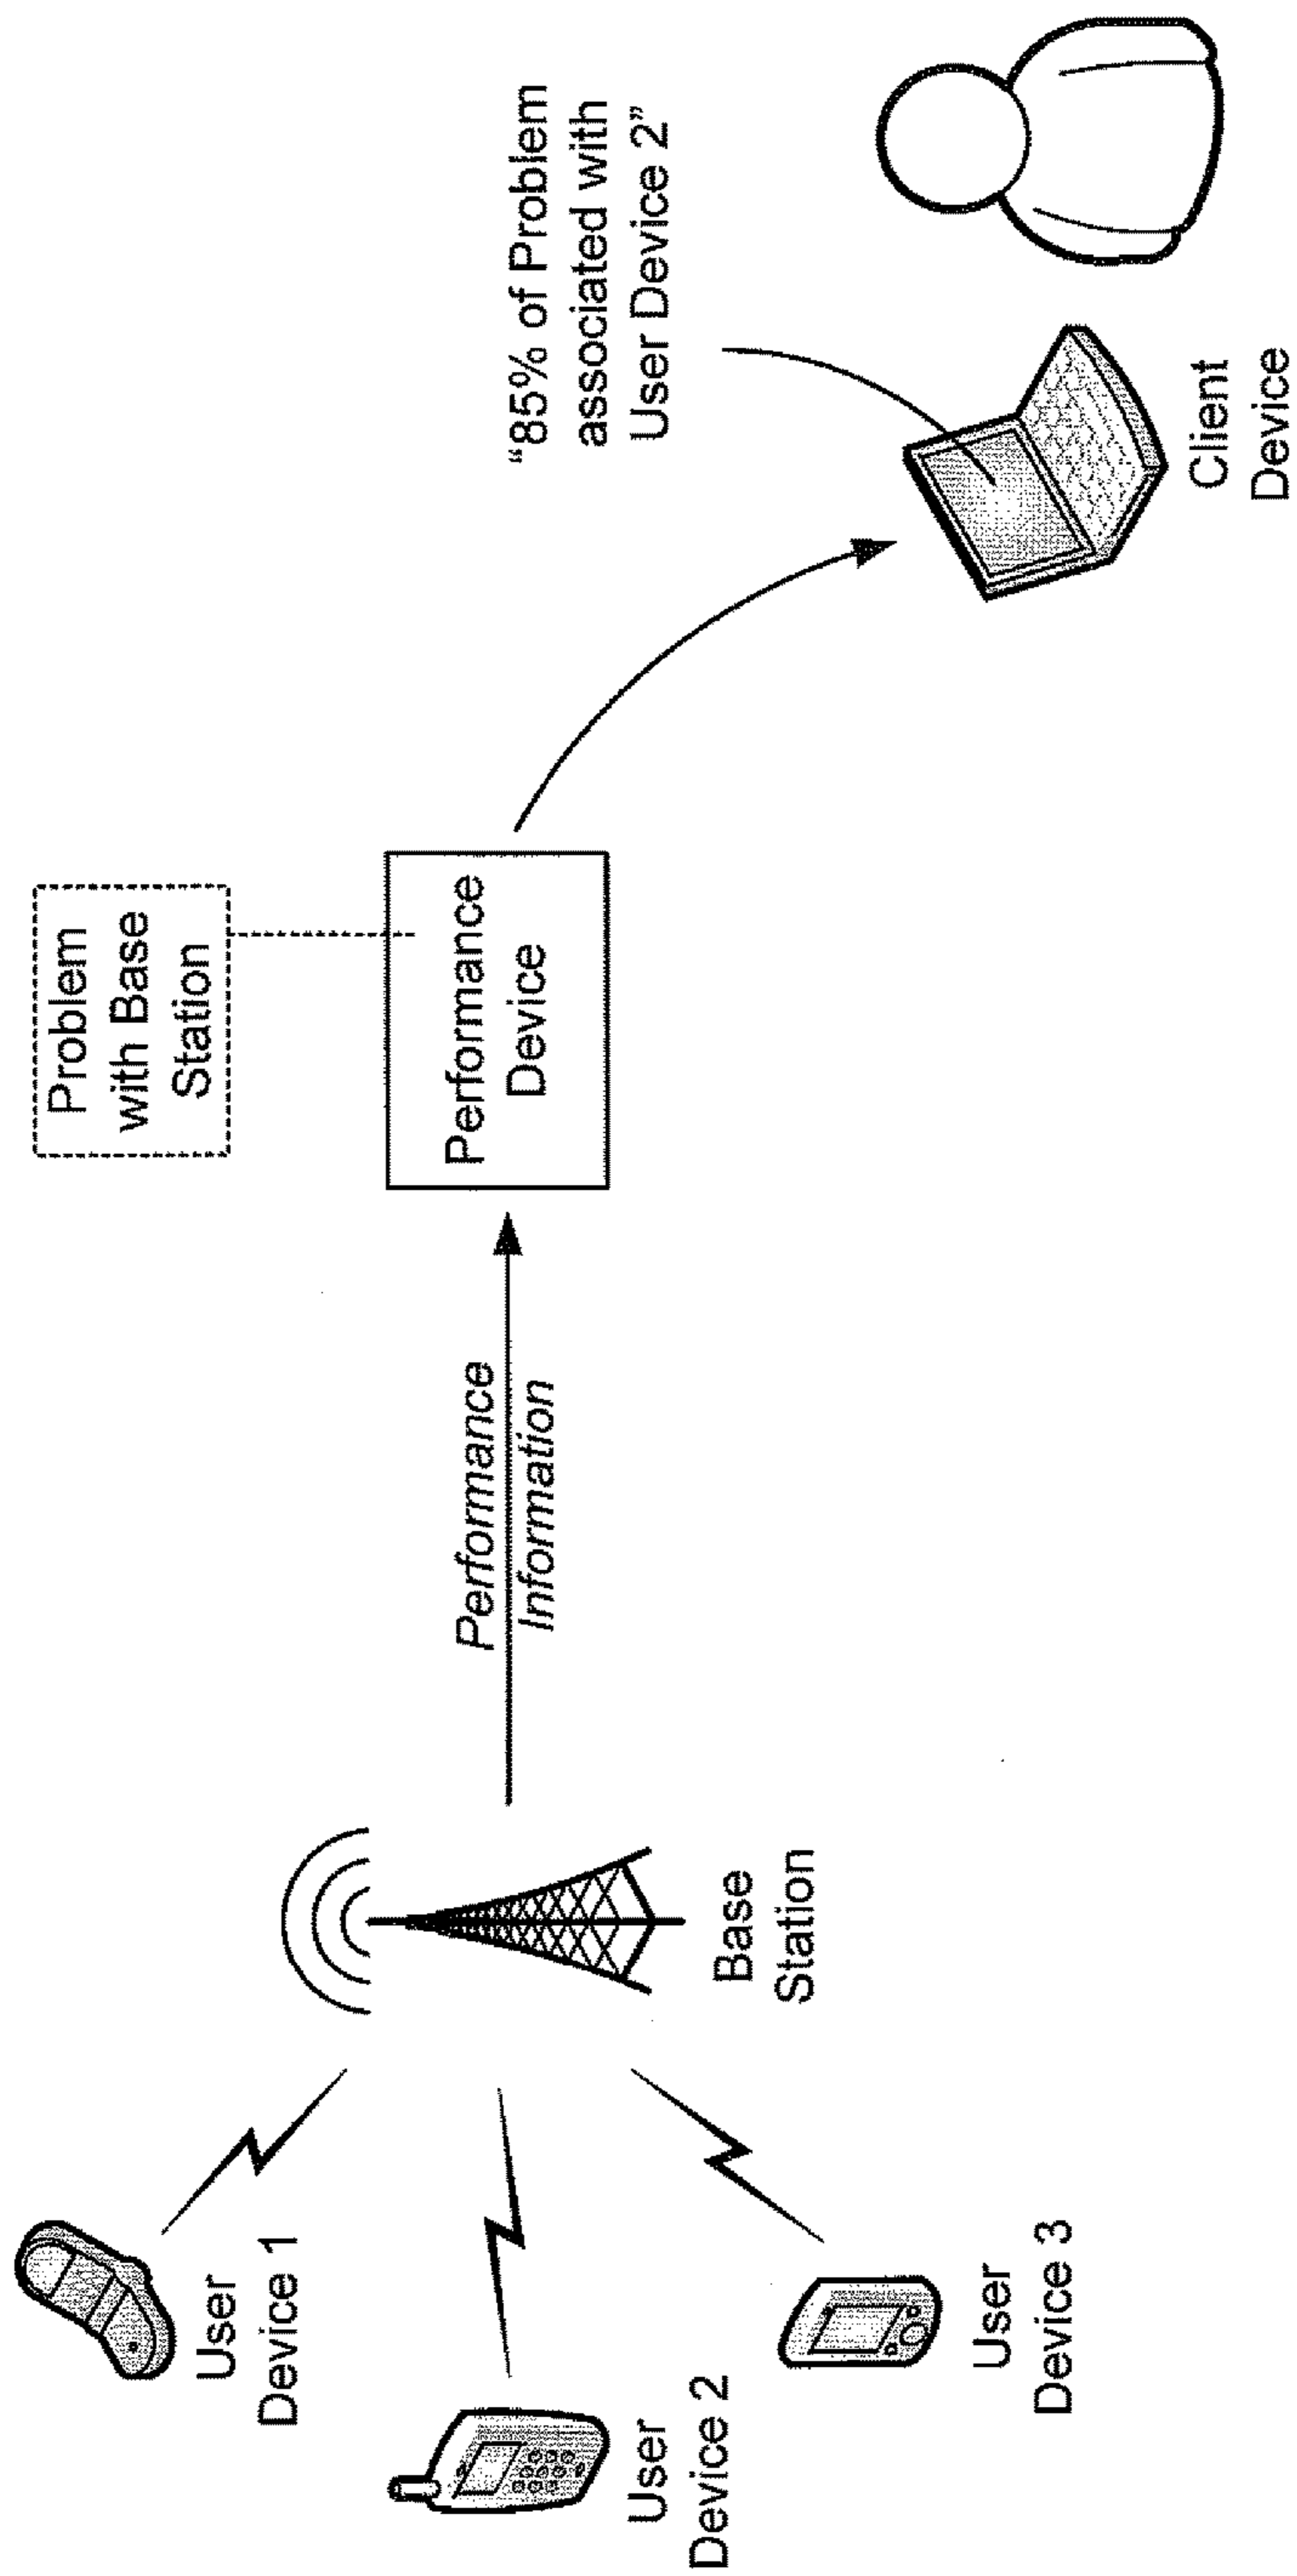 User
Device 1
User
Device 2
User
Device 3
Base
Station
Performance
Information
Problem
with Base
Station
Performance
Device
“85% of Problem
associated with
User Device 2”
Client
Device